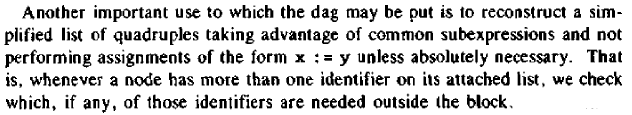 Another important use to which the dag may be put is to reconstruct a sim-
plified list of quadruples taking advantage of common subexpressions and not
performing assignments of the form x := y unless absolutely necessary. That
is, whenever a node has more than one identifier on its attached list, we check
which, if any, of those identifiers are needed outside the block.